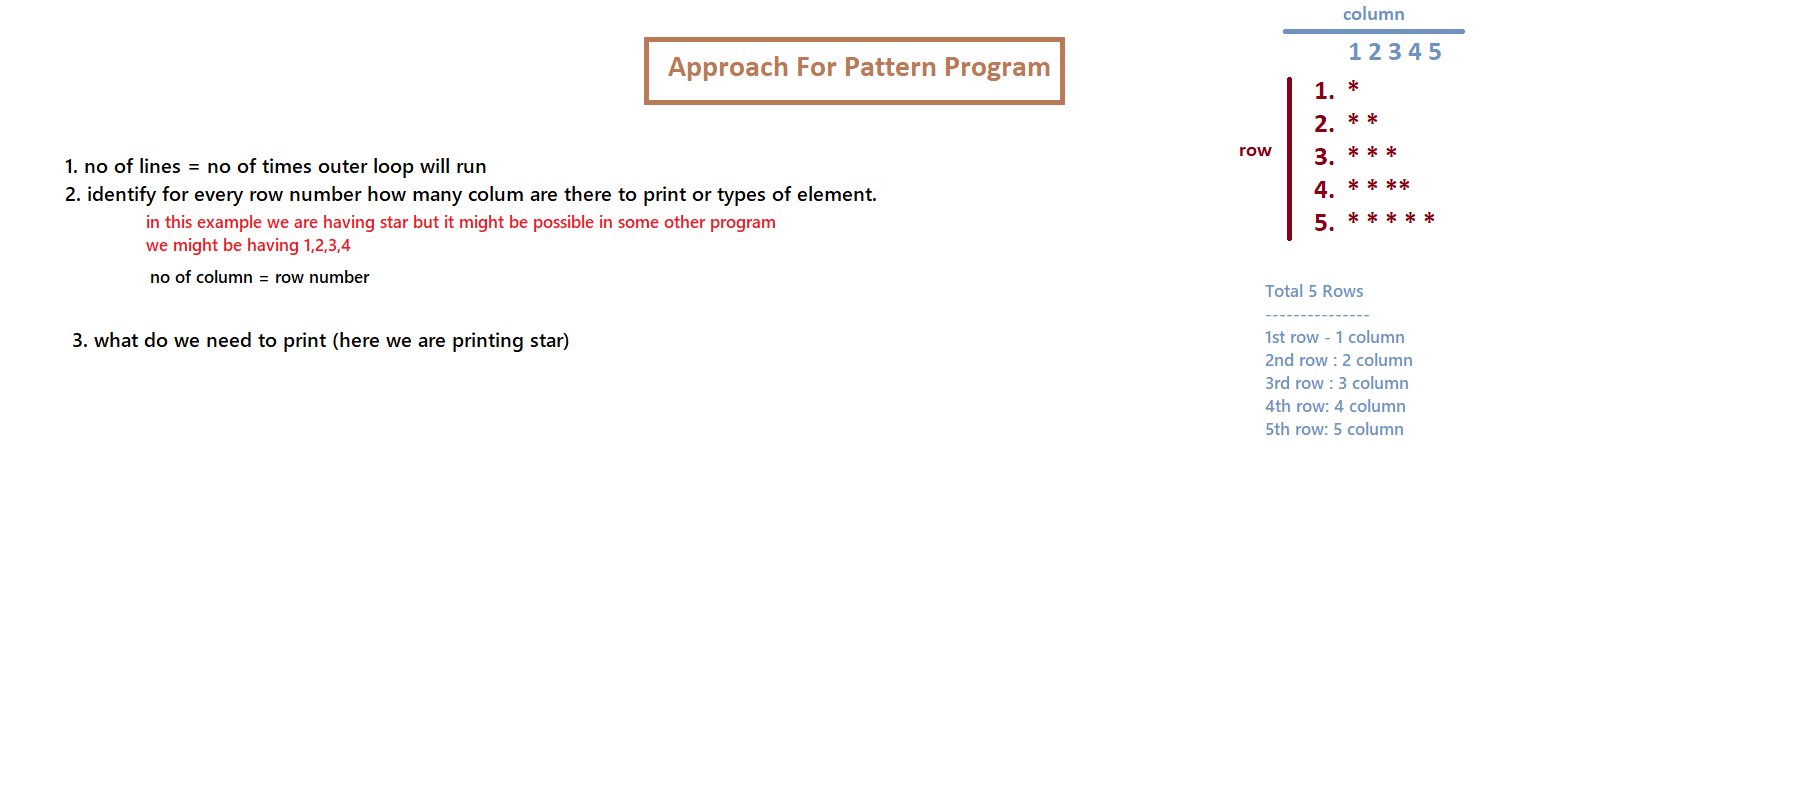 Approach For Pattern Program
1. no of lines = no of times outer loop will run
2. identify for every row number how many colum are there to print or types of element.
in this example we are having star but it might be possible in some other program
we might be having 1,2,3,4
no of column = row number
3. what do we need to print (here we are printing star)
column
1 2 3 4 5
row
1. *
2. * *
3. * * *
4. * * **
5. * * * * *
Total 5 Rows
---------------
1st row - 1 column
2nd row : 2 column
3rd row : 3 column
4th row: 4 column
5th row: 5 column